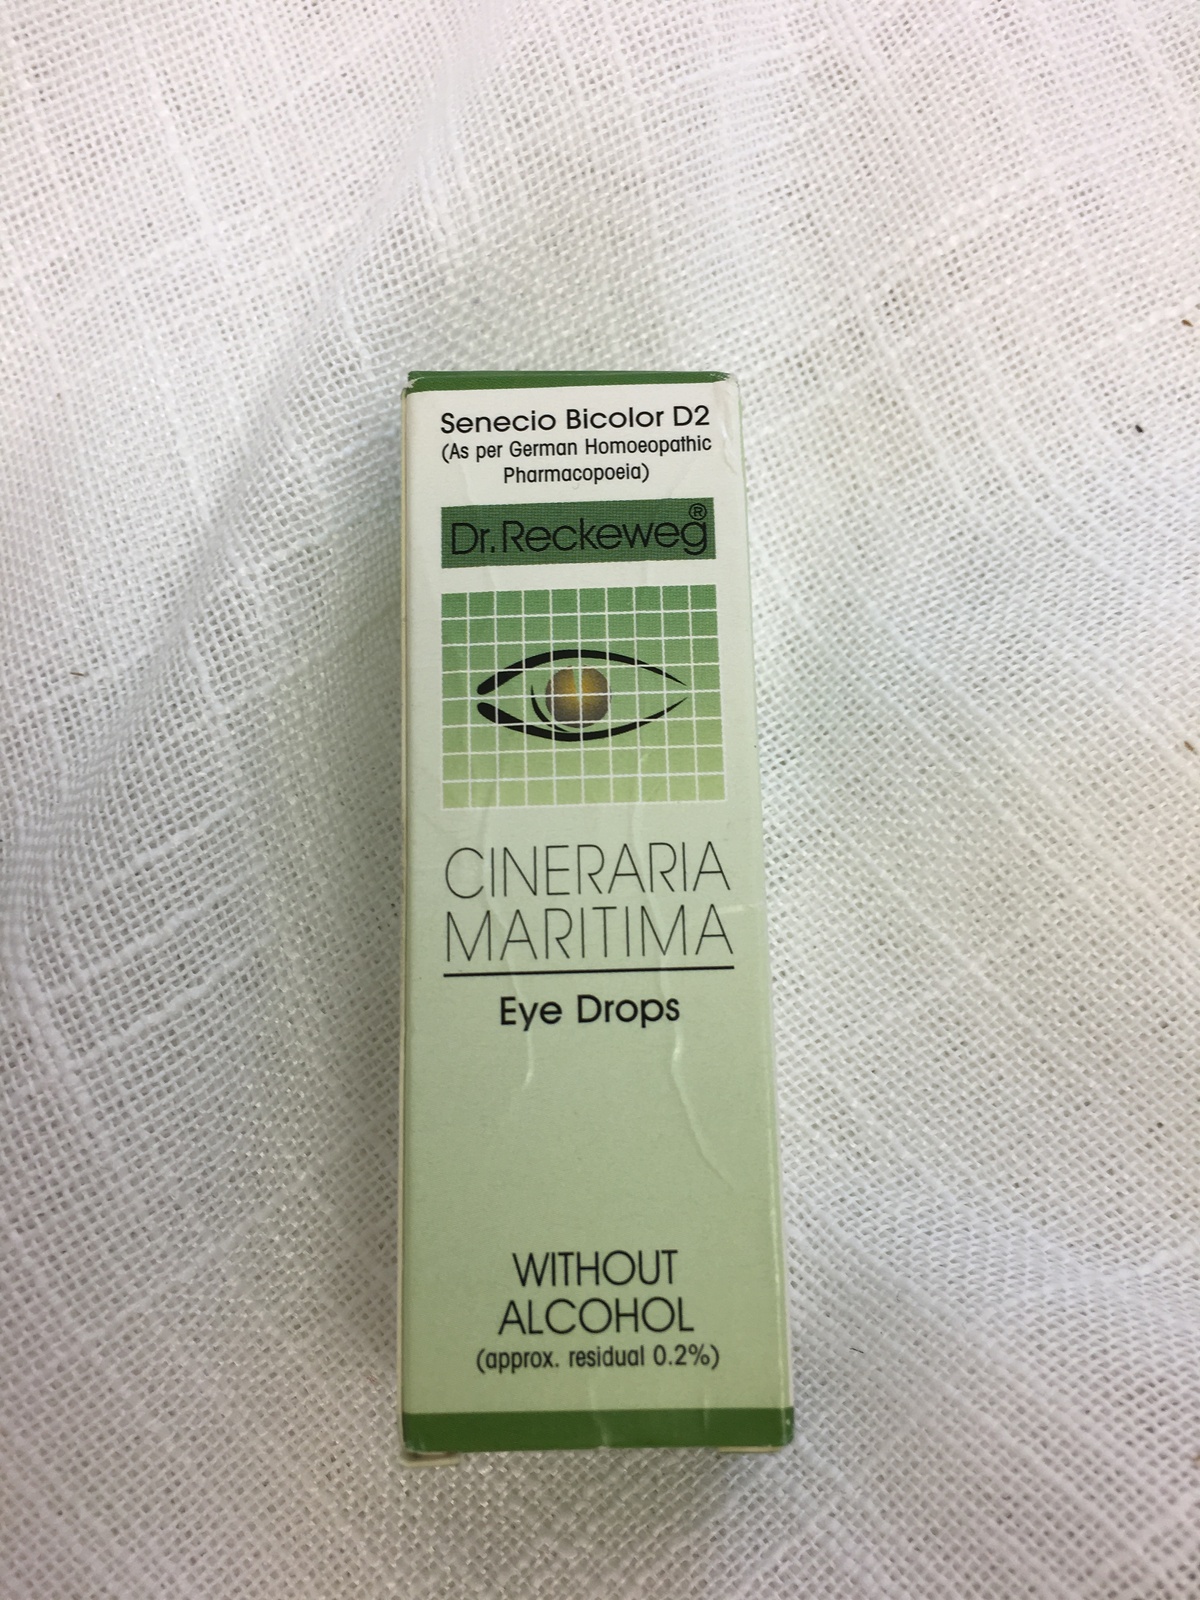 Senecio Bicolor D2
(As per German Homoeopathic
Pharmacopoeia)
Dr. Reckeweg®
CINERARIA
MARITIMA
Eye Drops
WITHOUT
ALCOHOL
(approx. residual 0.2%)